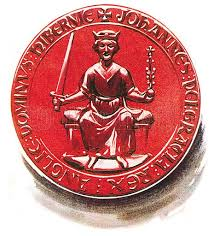 ✠ IOHANNES: DEI GRACIA: REX: ANGLIE: DOMINVS HIBERNIE